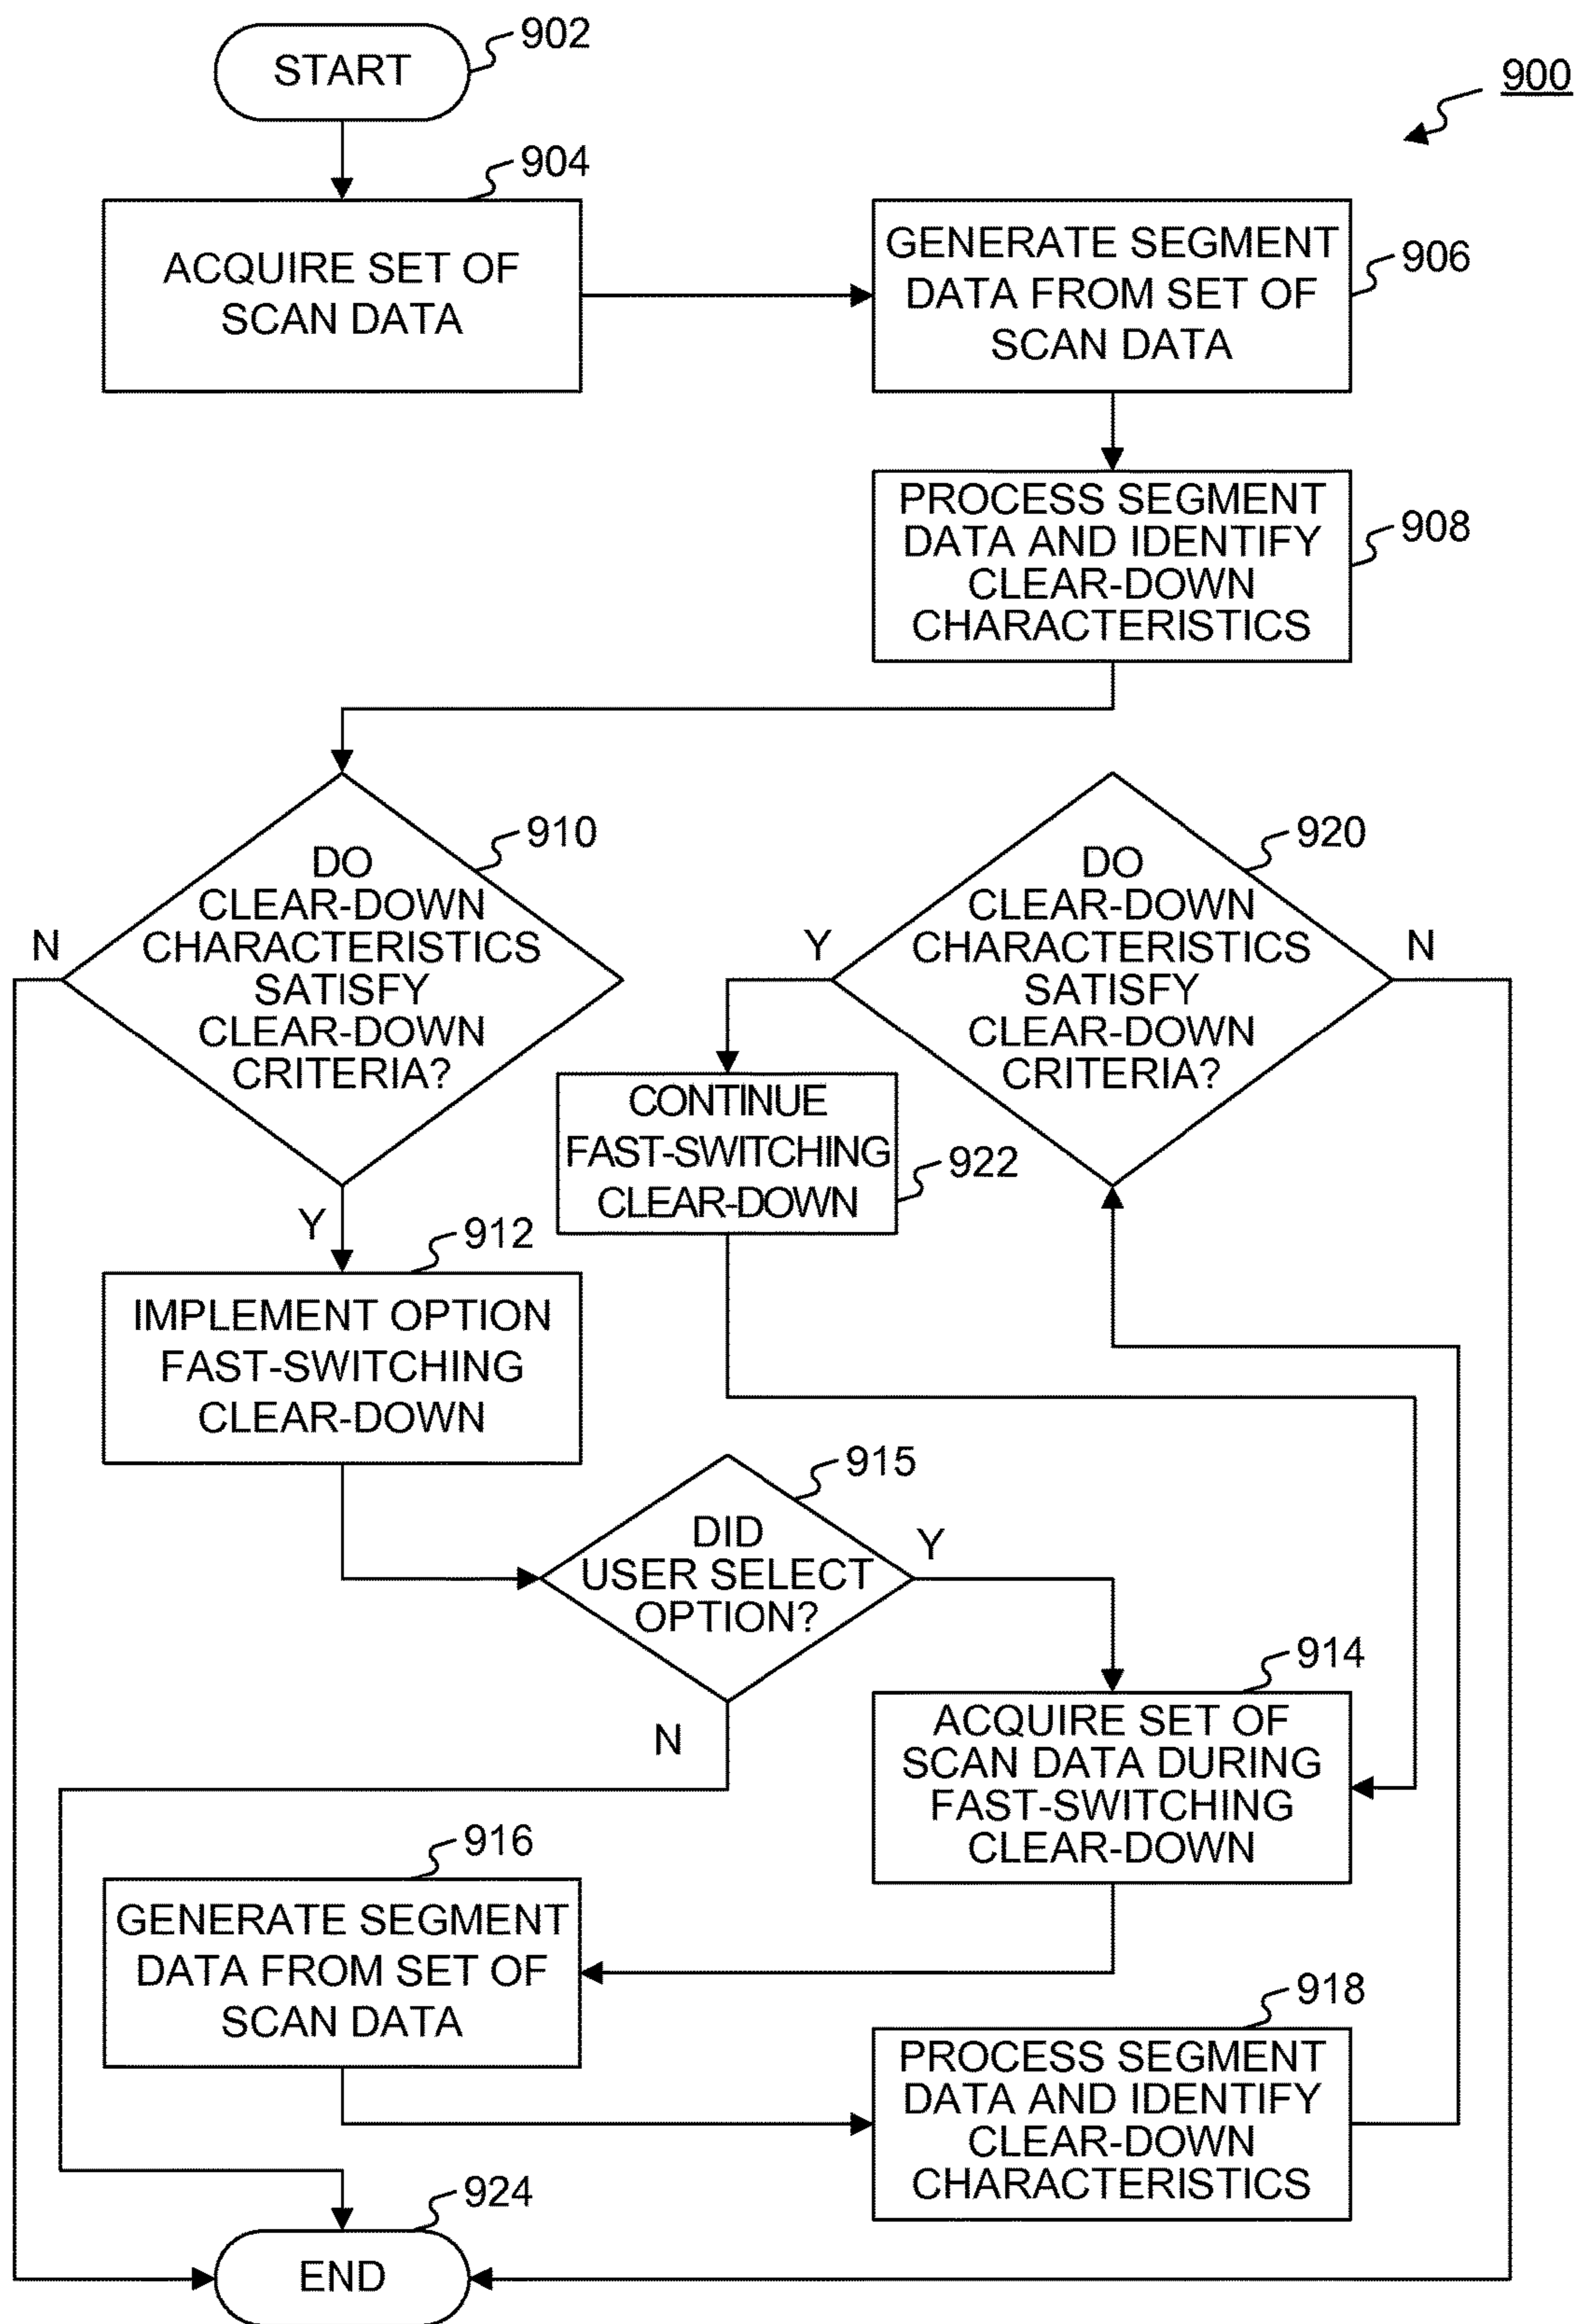 START
902
900
904
ACQUIRE SET OF
SCAN DATA
GENERATE SEGMENT
DATA FROM SET OF
SCAN DATA
906
PROCESS SEGMENT
DATA AND IDENTIFY
CLEAR-DOWN
CHARACTERISTICS
908
910
DO
CLEAR-DOWN
CHARACTERISTICS
SATISFY
CLEAR-DOWN
CRITERIA?
N
Y
920
DO
CLEAR-DOWN
CHARACTERISTICS
SATISFY
CLEAR-DOWN
CRITERIA?
Y
N
CONTINUE
FAST-SWITCHING
CLEAR-DOWN
922
912
IMPLEMENT OPTION
FAST-SWITCHING
CLEAR-DOWN
915
DID
USER SELECT
OPTION?
Y
N
914
ACQUIRE SET OF
SCAN DATA DURING
FAST-SWITCHING
CLEAR-DOWN
916
GENERATE SEGMENT
DATA FROM SET OF
SCAN DATA
918
PROCESS SEGMENT
DATA AND IDENTIFY
CLEAR-DOWN
CHARACTERISTICS
924
END